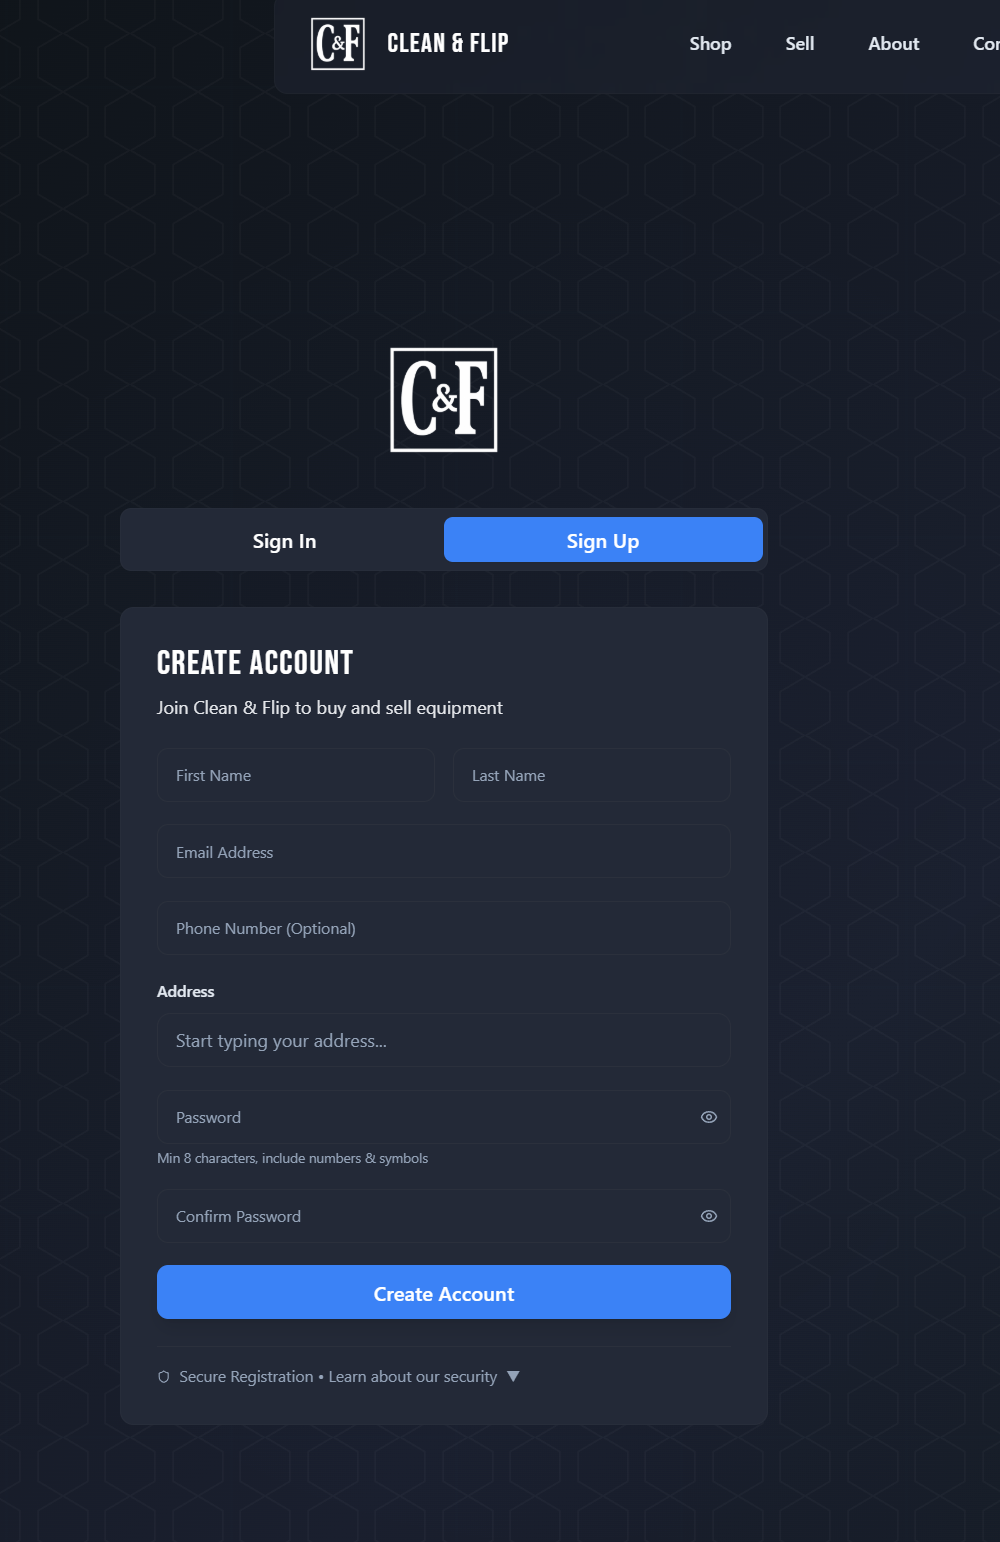 C&F CLEAN & FLIP Shop Sell About
C&F
Sign In Sign Up
CREATE ACCOUNT
Join Clean & Flip to buy and sell equipment
First Name Last Name
Email Address
Phone Number (Optional)
Address
Start typing your address...
Password
Min 8 characters, include numbers & symbols
Confirm Password
Create Account
Secure Registration • Learn about our security ▼